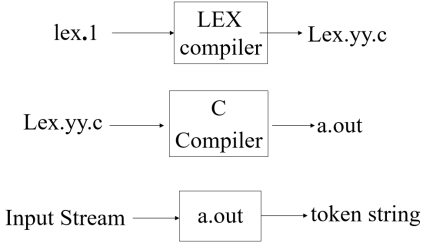 lex.1
LEX
compiler
Lex.yy.c
Lex.yy.c
C
Compiler
a.out
Input Stream
a.out
token string